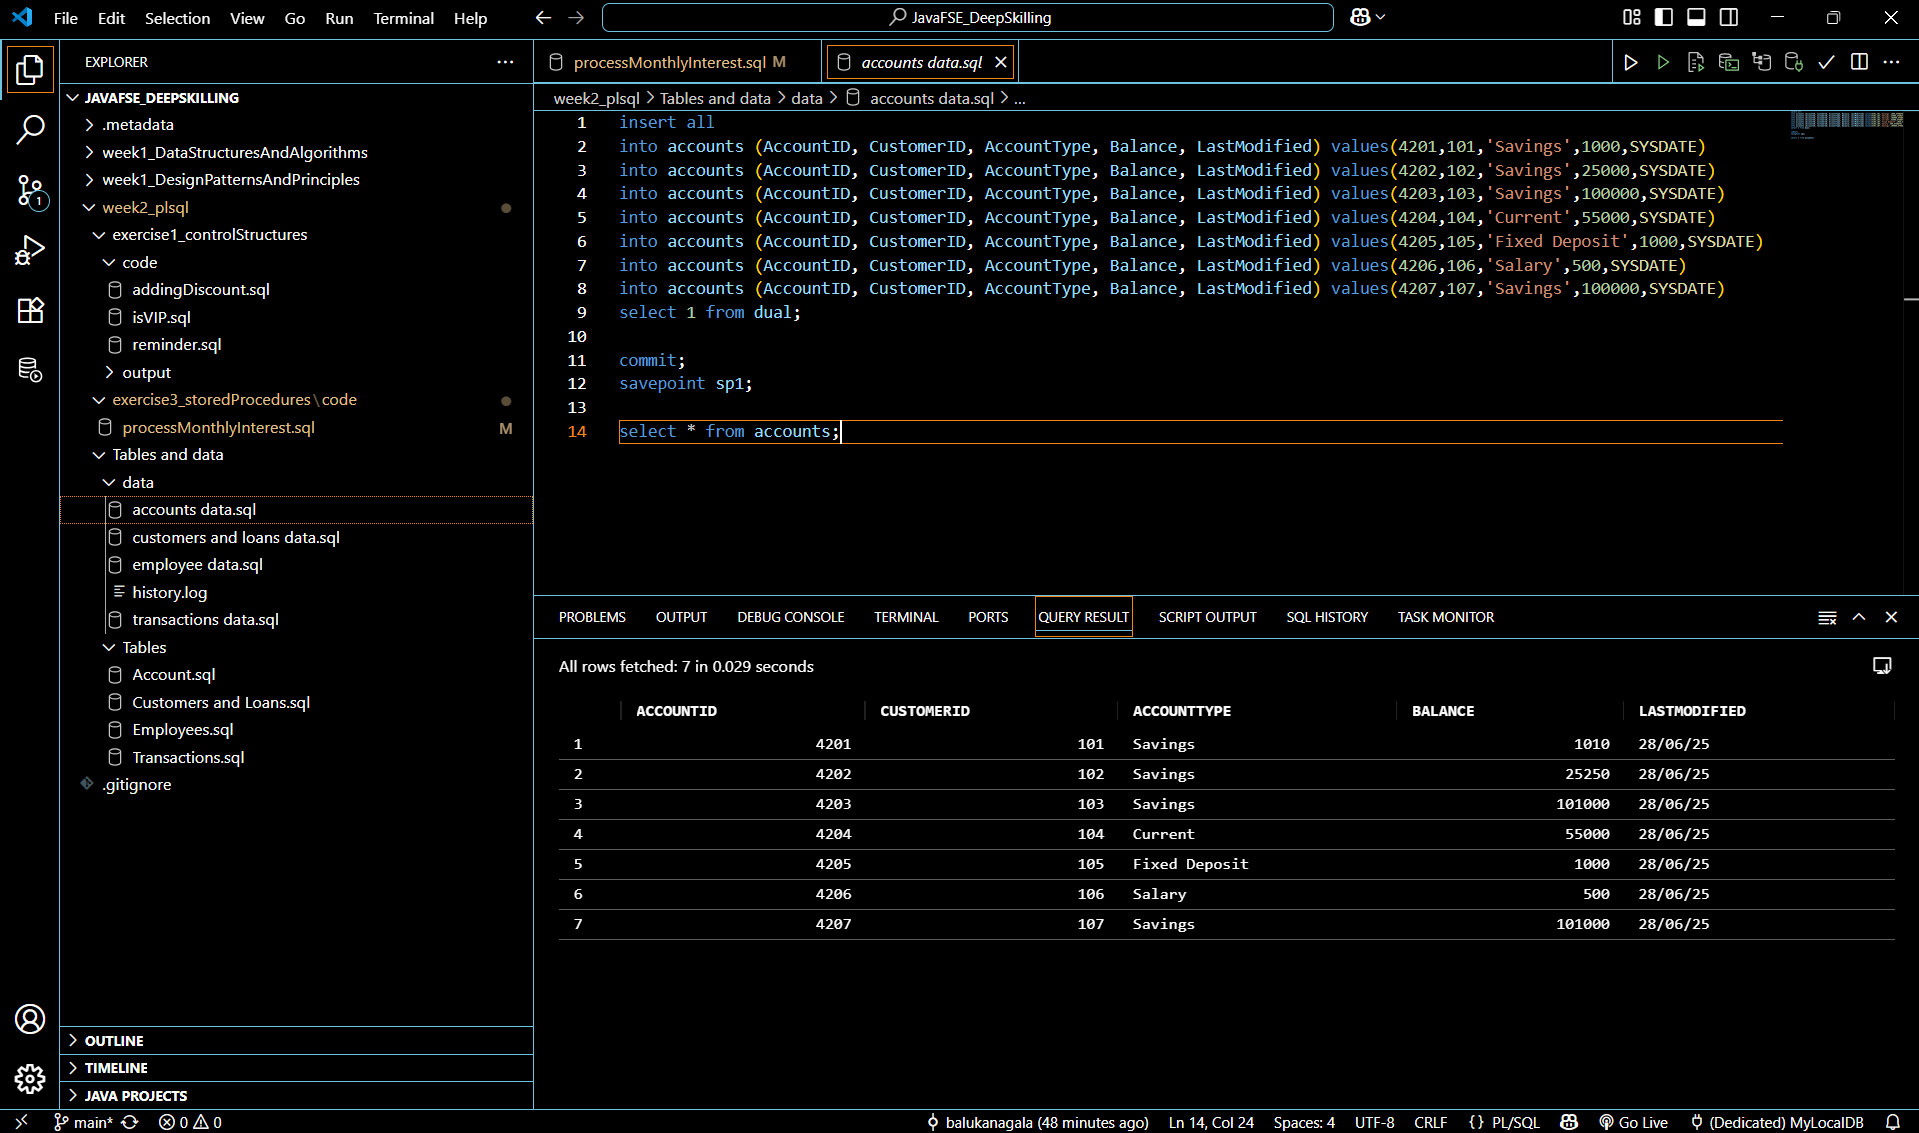 File Edit Selection View Go Run Terminal Help
JavaFSE_DeepSkilling
EXPLORER
JAVAFSE_DEEPSKILLING
.metadata
week1_DataStructuresAndAlgorithms
week1_DesignPatternsAndPrinciples
week2_plsql
exercise1_controlStructures
code
addingDiscount.sql
isVIP.sql
reminder.sql
output
exercise3_storedProcedures\code
processMonthlyInterest.sql M
Tables and data
data
accounts data.sql
customers and loans data.sql
employee data.sql
history.log
transactions data.sql
Tables
Account.sql
Customers and Loans.sql
Employees.sql
Transactions.sql
.gitignore
OUTLINE
TIMELINE
JAVA PROJECTS
1
processMonthlyInterest.sql M
accounts data.sql
week2_plsql > Tables and data > data > accounts data.sql > ...
1 insert all
2 into accounts (AccountID, CustomerID, AccountType, Balance, LastModified) values(4201,101,'Savings',1000,SYSDATE)
3 into accounts (AccountID, CustomerID, AccountType, Balance, LastModified) values(4202,102,'Savings',25000,SYSDATE)
4 into accounts (AccountID, CustomerID, AccountType, Balance, LastModified) values(4203,103,'Savings',100000,SYSDATE)
5 into accounts (AccountID, CustomerID, AccountType, Balance, LastModified) values(4204,104,'Current',55000,SYSDATE)
6 into accounts (AccountID, CustomerID, AccountType, Balance, LastModified) values(4205,105,'Fixed Deposit',1000,SYSDATE)
7 into accounts (AccountID, CustomerID, AccountType, Balance, LastModified) values(4206,106,'Salary',500,SYSDATE)
8 into accounts (AccountID, CustomerID, AccountType, Balance, LastModified) values(4207,107,'Savings',100000,SYSDATE)
9 select 1 from dual;
10
11 commit;
12 savepoint sp1;
13
14 select * from accounts;
PROBLEMS OUTPUT DEBUG CONSOLE TERMINAL PORTS QUERY RESULT SCRIPT OUTPUT SQL HISTORY TASK MONITOR
All rows fetched: 7 in 0.029 seconds
ACCOUNTID CUSTOMERID ACCOUNTTYPE BALANCE LASTMODIFIED
1 4201 101 Savings 1010 28/06/25
2 4202 102 Savings 25250 28/06/25
3 4203 103 Savings 101000 28/06/25
4 4204 104 Current 55000 28/06/25
5 4205 105 Fixed Deposit 1000 28/06/25
6 4206 106 Salary 500 28/06/25
7 4207 107 Savings 101000 28/06/25
main* 0 0 balukanagala (48 minutes ago) Ln 14, Col 24 Spaces: 4 UTF-8 CRLF {} PL/SQL Go Live (Dedicated) MyLocalDB